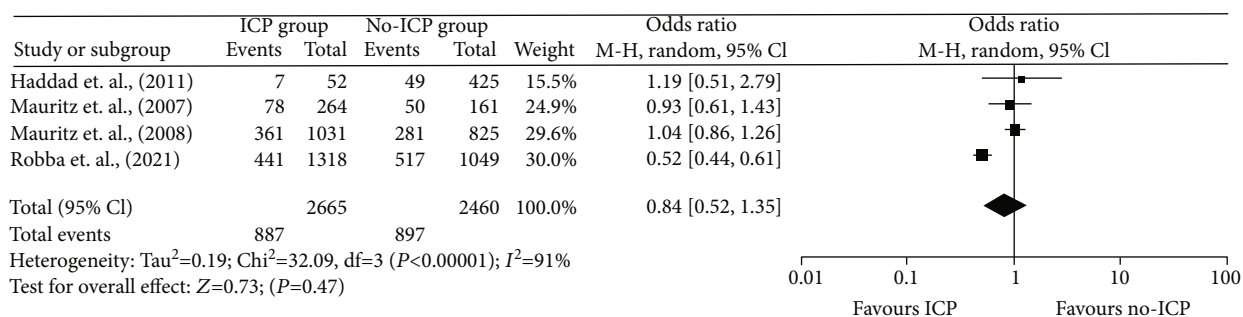 ICP group No-ICP group Odds ratio Odds ratio
Study or subgroup Events Total Events Total Weight M-H, random, 95% Cl M-H, random, 95% Cl
Haddad et. al., (2011) 7 52 49 425 15.5% 1.19 [0.51, 2.79]
Mauritz et. al., (2007) 78 264 50 161 24.9% 0.93 [0.61, 1.43]
Mauritz et. al., (2008) 361 1031 281 825 29.6% 1.04 [0.86, 1.26]
Robba et. al., (2021) 441 1318 517 1049 30.0% 0.52 [0.44, 0.61]
Total (95% Cl) 2665 2460 100.0% 0.84 [0.52, 1.35]
Total events 887 897
Heterogeneity: Tau²=0.19; Chi²=32.09, df=3 (P<0.00001); I²=91%
Test for overall effect: Z=0.73; (P=0.47)
0.01 0.1 1 10 100
Favours ICP Favours no-ICP